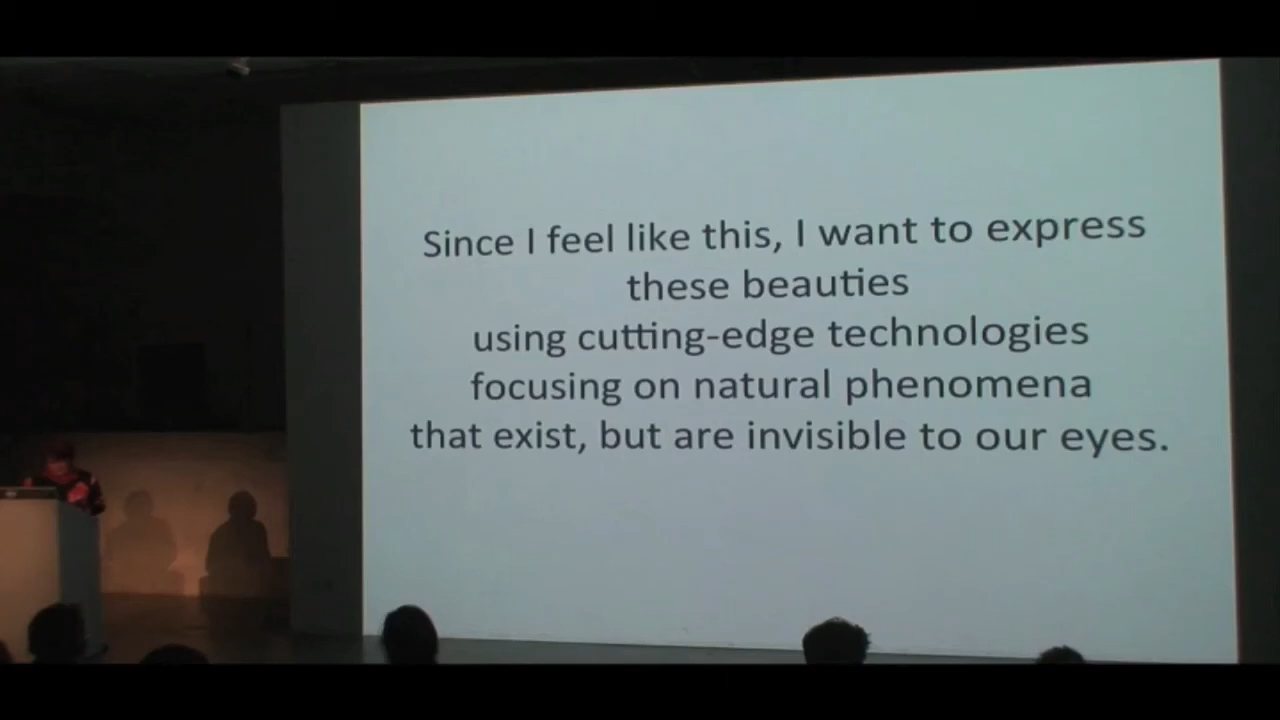 Since I feel like this, I want to express
these beauties
using cutting-edge technologies
focusing on natural phenomena
that exist, but are invisible to our eyes.